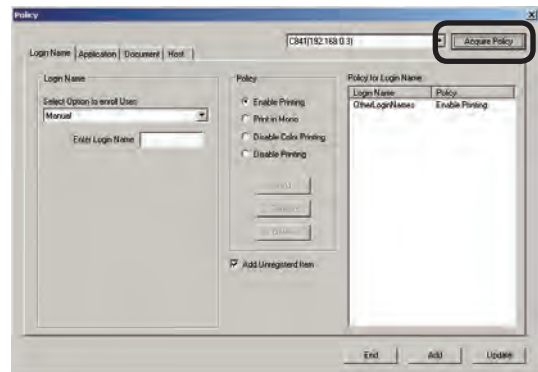 Policy
C841(192.168.0.3)
Acquire Policy
Login Name
Application
Document
Host
Login Name
Select Option to enroll User:
Manual
Enter Login Name
Policy
Enable Printing
Print in Mono
Disable Color Printing
Disable Printing
Add Unregisterd Item
Policy for Login Name
Login Name Policy
OtherLoginNames Enable Printing
End
Add
Update